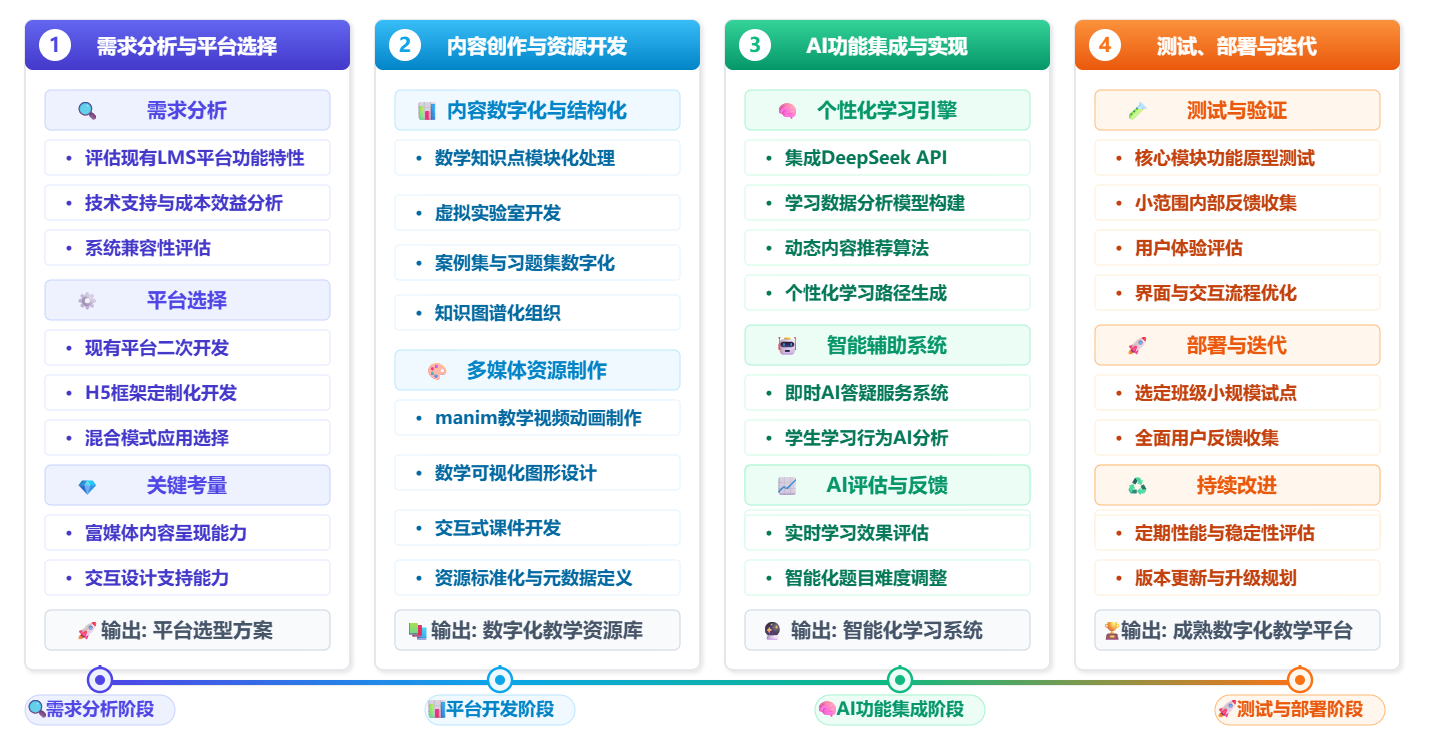 1 需求分析与平台选择
需求分析
• 评估现有LMS平台功能特性
• 技术支持与成本效益分析
• 系统兼容性评估
平台选择
• 现有平台二次开发
• H5框架定制化开发
• 混合模式应用选择
关键考量
• 富媒体内容呈现能力
• 交互设计支持能力
输出: 平台选型方案
2 内容创作与资源开发
内容数字化与结构化
• 数学知识点模块化处理
• 虚拟实验室开发
• 案例集与习题集数字化
• 知识图谱化组织
多媒体资源制作
• manim教学视频动画制作
• 数学可视化图形设计
• 交互式课件开发
• 资源标准化与元数据定义
输出: 数字化教学资源库
3 AI功能集成与实现
个性化学习引擎
• 集成DeepSeek API
• 学习数据分析模型构建
• 动态内容推荐算法
• 个性化学习路径生成
智能辅助系统
• 即时AI答疑服务系统
• 学生学习行为AI分析
AI评估与反馈
• 实时学习效果评估
• 智能化题目难度调整
输出: 智能化学习系统
4 测试、部署与迭代
测试与验证
• 核心模块功能原型测试
• 小范围内部反馈收集
• 用户体验评估
• 界面与交互流程优化
部署与迭代
• 选定班级小规模试点
• 全面用户反馈收集
持续改进
• 定期性能与稳定性评估
• 版本更新与升级规划
输出: 成熟数字化教学平台
需求分析阶段
平台开发阶段
AI功能集成阶段
测试与部署阶段